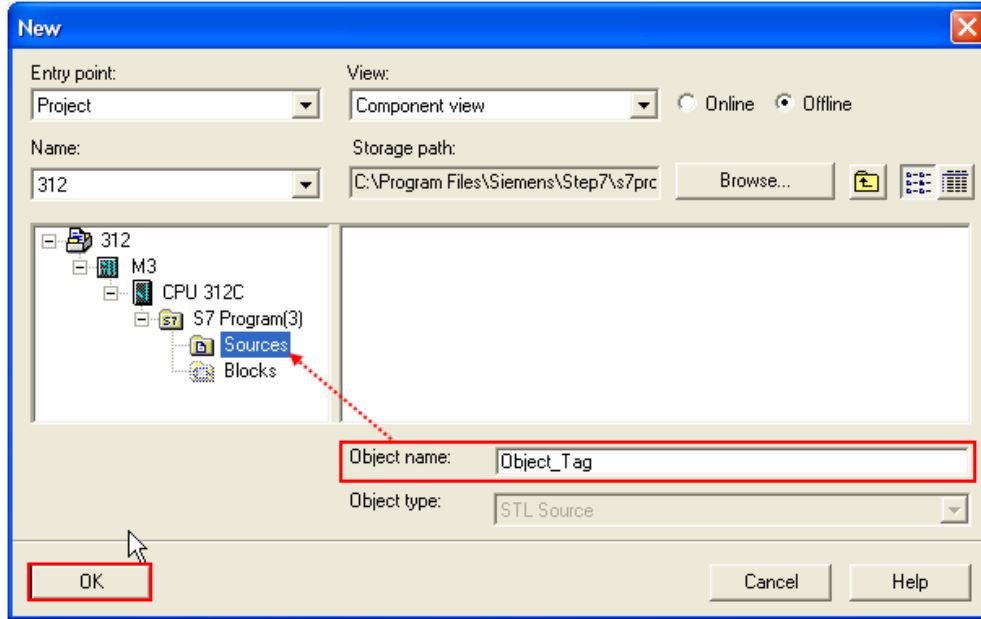 New
Entry point:
View:
Project
Component view
Online
Offline
Name:
Storage path:
312
C:\Program Files\Siemens\Step7\s7prc
Browse...
312
M3
CPU 312C
S7 Program(3)
S7
Sources
Blocks
Object name:
Object_Tag
Object type:
STL Source
OK
Cancel
Help